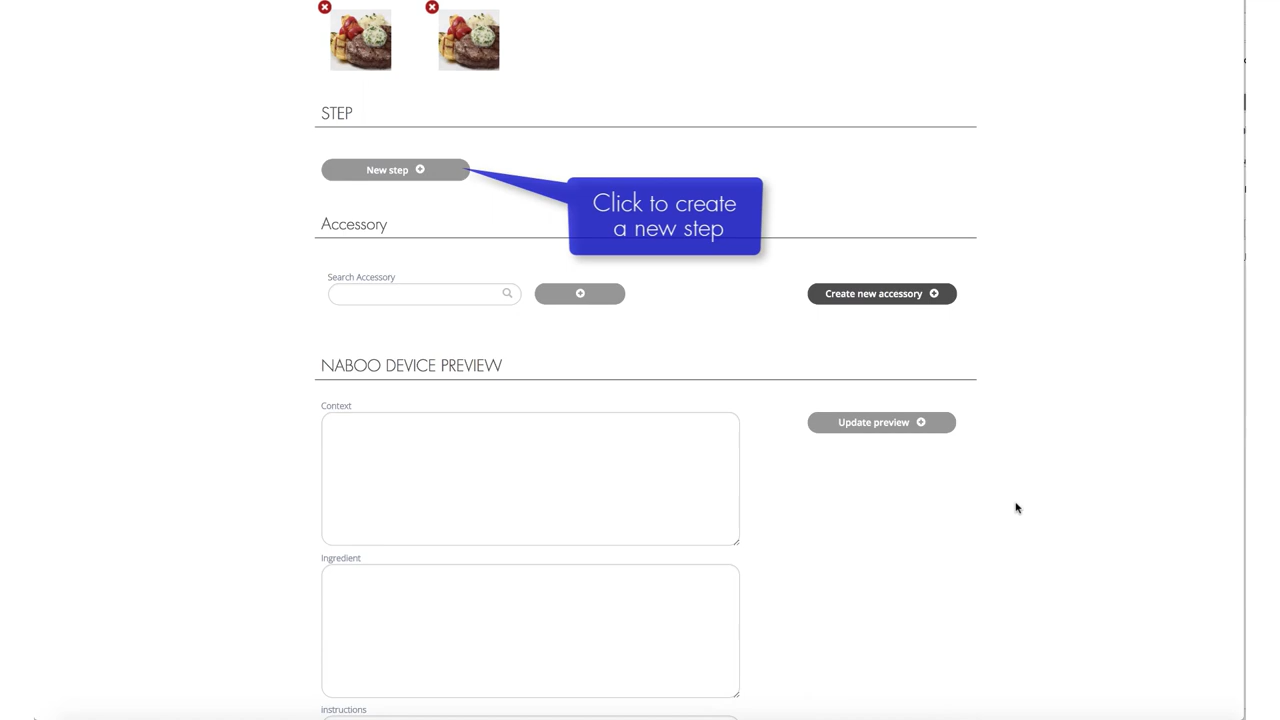 STEP
New step
Click to create
a new step
Accessory
Search Accessory
Create new accessory
NABOO DEVICE PREVIEW
Context
Update preview
Ingredient
instructions